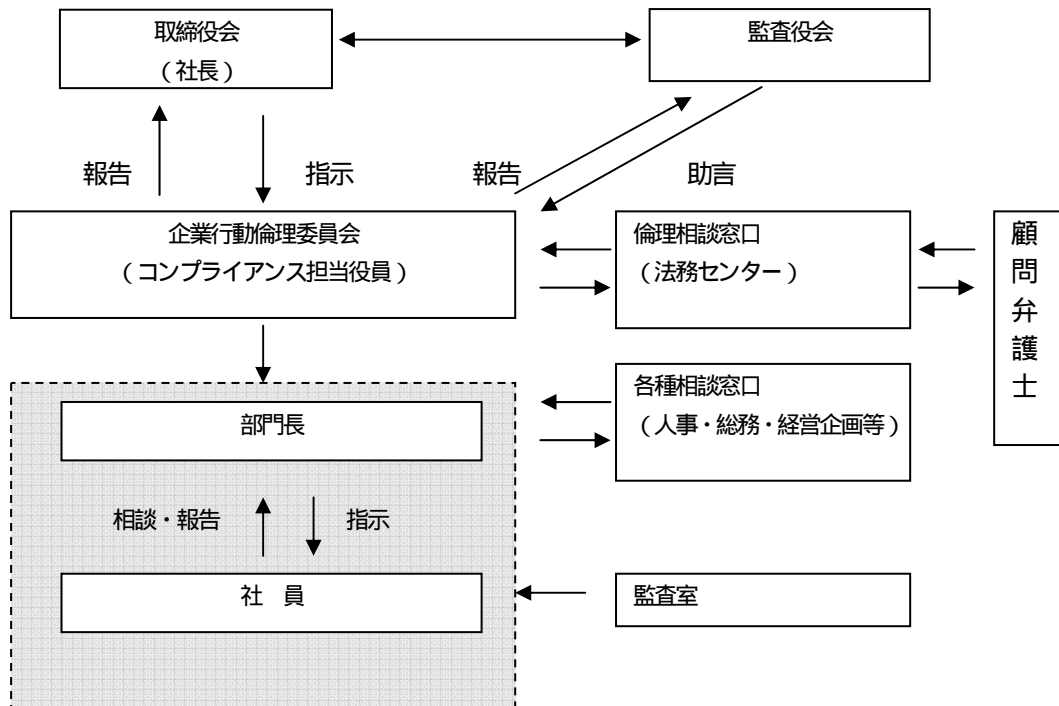 取締役会
（社長）
監査役会
報告
指示
報告
助言
企業行動倫理委員会
（コンプライアンス担当役員）
倫理相談窓口
（法務センター）
顧問弁護士
部門長
各種相談窓口
（人事・総務・経営企画等）
相談・報告
指示
社　員
監査室